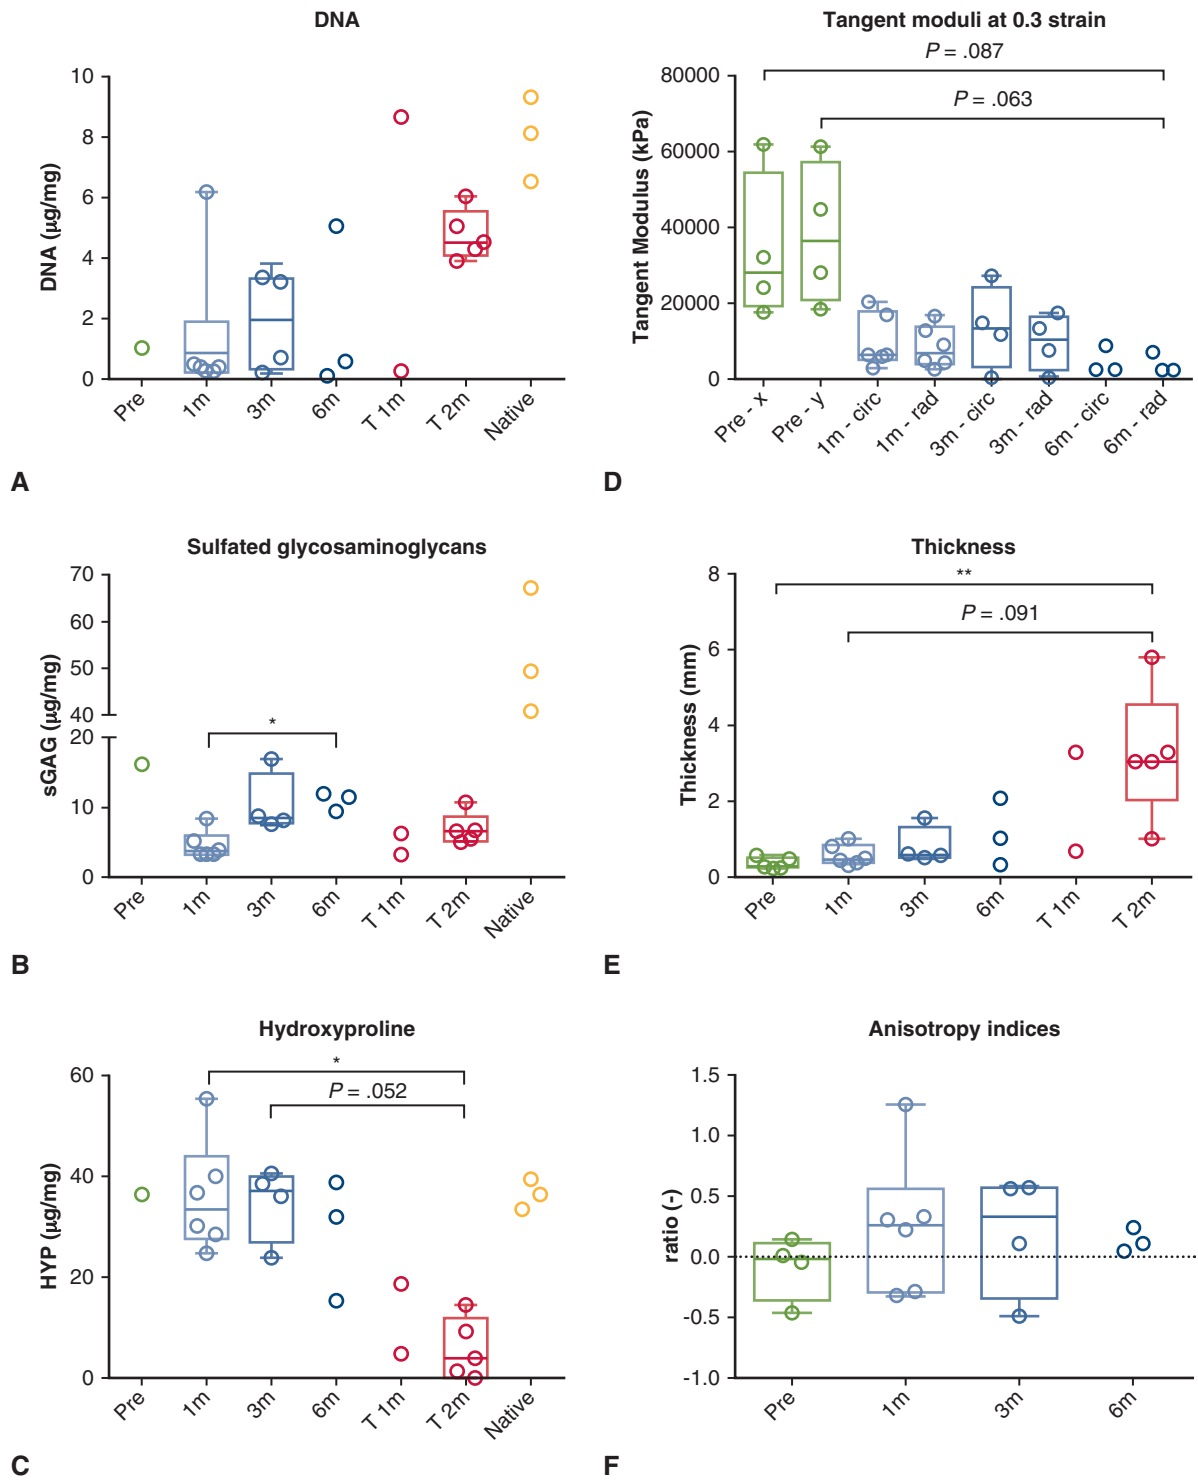 DNA
DNA (µg/mg)
10
8
6
4
2
0
Pre
1m
3m
6m
T 1m
T 2m
Native
A
Tangent moduli at 0.3 strain
P = .087
P = .063
Tangent Modulus (kPa)
80000
60000
40000
20000
0
Pre - x
Pre - y
1m - circ
1m - rad
3m - circ
3m - rad
6m - circ
6m - rad
D
Sulfated glycosaminoglycans
sGAG (µg/mg)
70
60
50
40
20
10
0
*
Pre
1m
3m
6m
T 1m
T 2m
Native
B
Thickness
**
P = .091
Thickness (mm)
8
6
4
2
0
Pre
1m
3m
6m
T 1m
T 2m
E
Hydroxyproline
*
P = .052
HYP (µg/mg)
60
40
20
0
Pre
1m
3m
6m
T 1m
T 2m
Native
C
Anisotropy indices
ratio (-)
1.5
1.0
0.5
0.0
-0.5
-1.0
Pre
1m
3m
6m
F